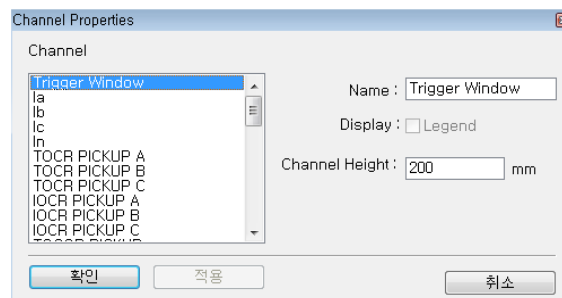 Channel Properties
Channel
Trigger Window
Ia
Ib
Ic
In
TOCR PICKUP A
TOCR PICKUP B
TOCR PICKUP C
IOCR PICKUP A
IOCR PICKUP B
IOCR PICKUP C
Name : Trigger Window
Display : Legend
Channel Height : 200 mm
확인 적용 취소